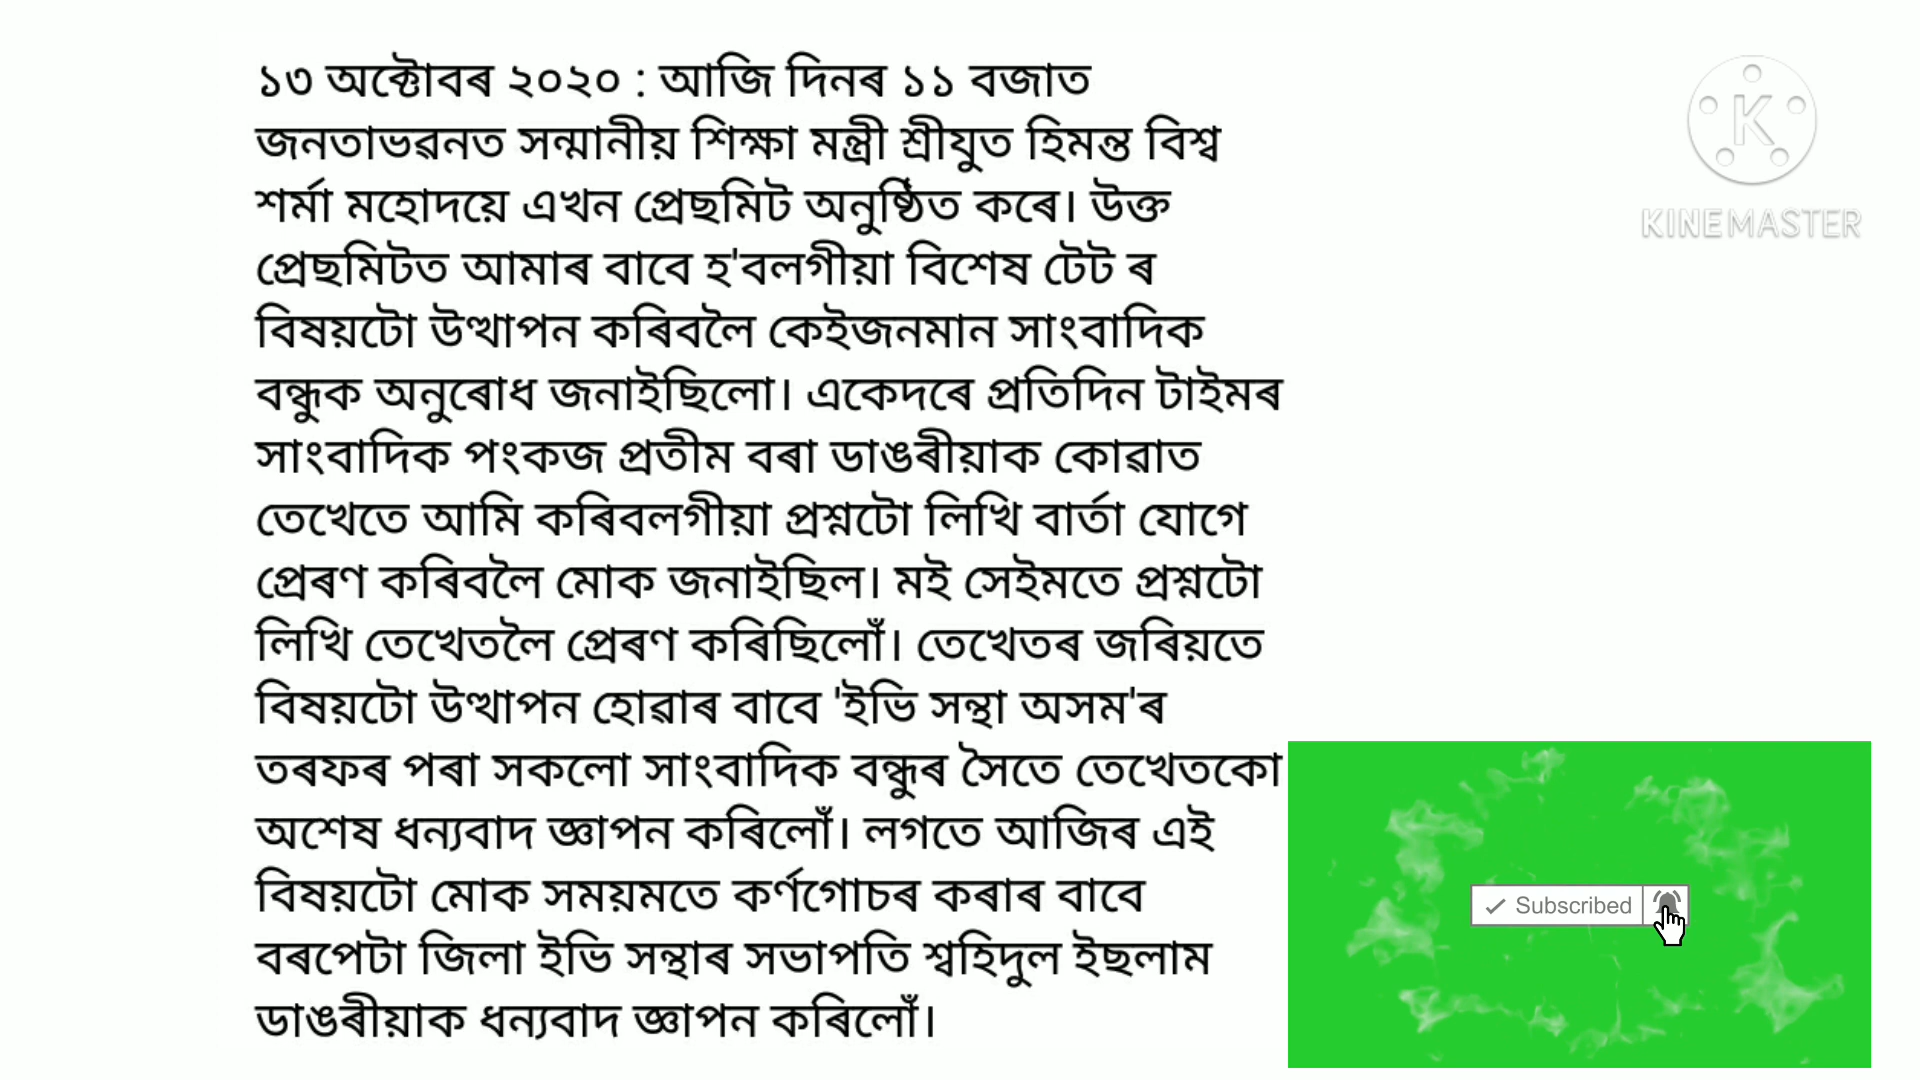 ১৩ অক্টোবৰ ২০২০ : আজি দিনৰ ১১ বজাত
জনতাভৱনত সন্মানীয় শিক্ষা মন্ত্ৰী শ্ৰীযুত হিমন্ত বিশ্ব
শৰ্মা মহোদয়ে এখন প্ৰেছমিট অনুষ্ঠিত কৰে। উক্ত
প্ৰেছমিটত আমাৰ বাবে হ'বলগীয়া বিশেষ টেট ৰ
বিষয়টো উত্থাপন কৰিবলৈ কেইজনমান সাংবাদিক
বন্ধুক অনুৰোধ জনাইছিলো। একেদৰে প্ৰতিদিন টাইমৰ
সাংবাদিক পংকজ প্ৰতীম বৰা ডাঙৰীয়াক কোৱাত
তেখেতে আমি কৰিবলগীয়া প্ৰশ্নটো লিখি বাৰ্তা যোগে
প্ৰেৰণ কৰিবলৈ মোক জনাইছিল। মই সেইমতে প্ৰশ্নটো
লিখি তেখেতলৈ প্ৰেৰণ কৰিছিলোঁ। তেখেতৰ জৰিয়তে
বিষয়টো উত্থাপন হোৱাৰ বাবে 'ইভি সন্থা অসম'ৰ
তৰফৰ পৰা সকলো সাংবাদিক বন্ধুৰ সৈতে তেখেতকো
অশেষ ধন্যবাদ জ্ঞাপন কৰিলোঁ। লগতে আজিৰ এই
বিষয়টো মোক সময়মতে কৰ্ণগোচৰ কৰাৰ বাবে
বৰপেটা জিলা ইভি সন্থাৰ সভাপতি শ্বহিদুল ইছলাম
ডাঙৰীয়াক ধন্যবাদ জ্ঞাপন কৰিলোঁ।
K
KINEMASTER
Subscribed